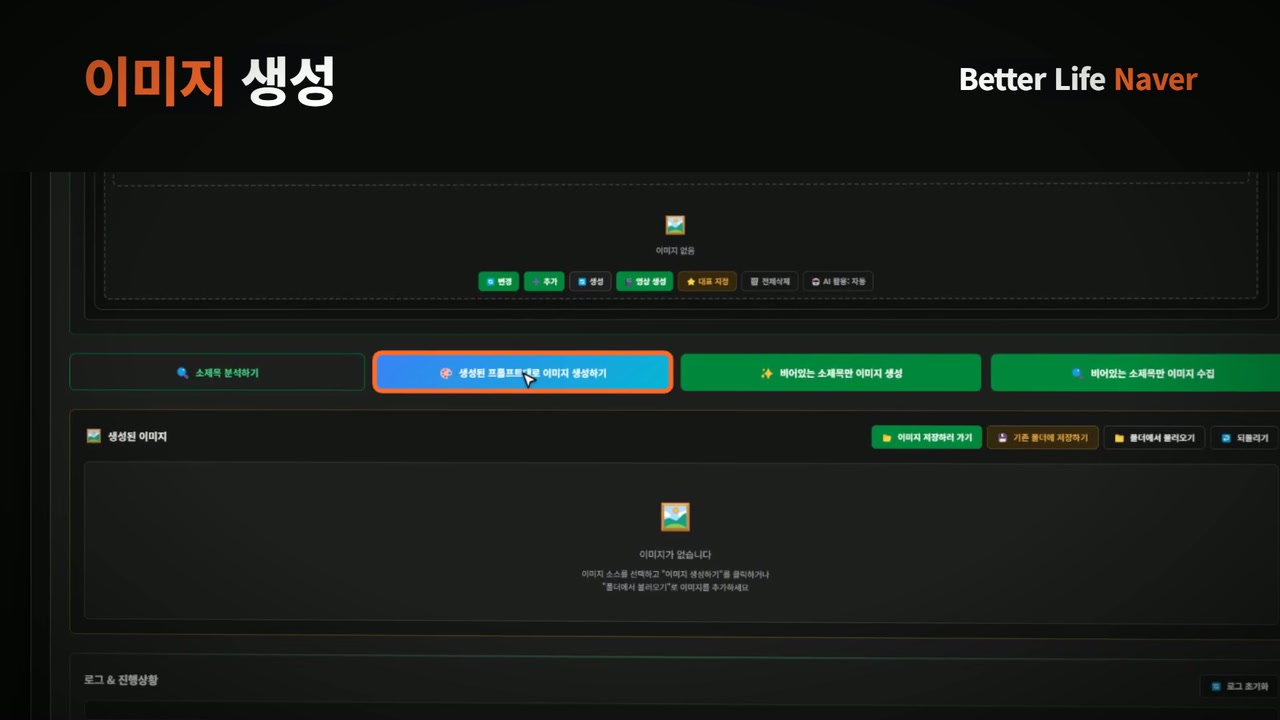 이미지 생성
Better Life Naver
이미지 없음
변경 추가 생성 영상 생성 대표 지정 전체삭제 AI 활용: 자동
소제목 분석하기 생성된 프롬프트대로 이미지 생성하기 비어있는 소제목만 이미지 생성 비어있는 소제목만 이미지 수집
생성된 이미지 이미지 저장하러 가기 기존 폴더에 저장하기 폴더에서 불러오기 되돌리기
이미지가 없습니다
이미지 소스를 선택하고 "이미지 생성하기"를 클릭하거나
"폴더에서 불러오기"로 이미지를 추가하세요
로그 & 진행상황 로그 초기화